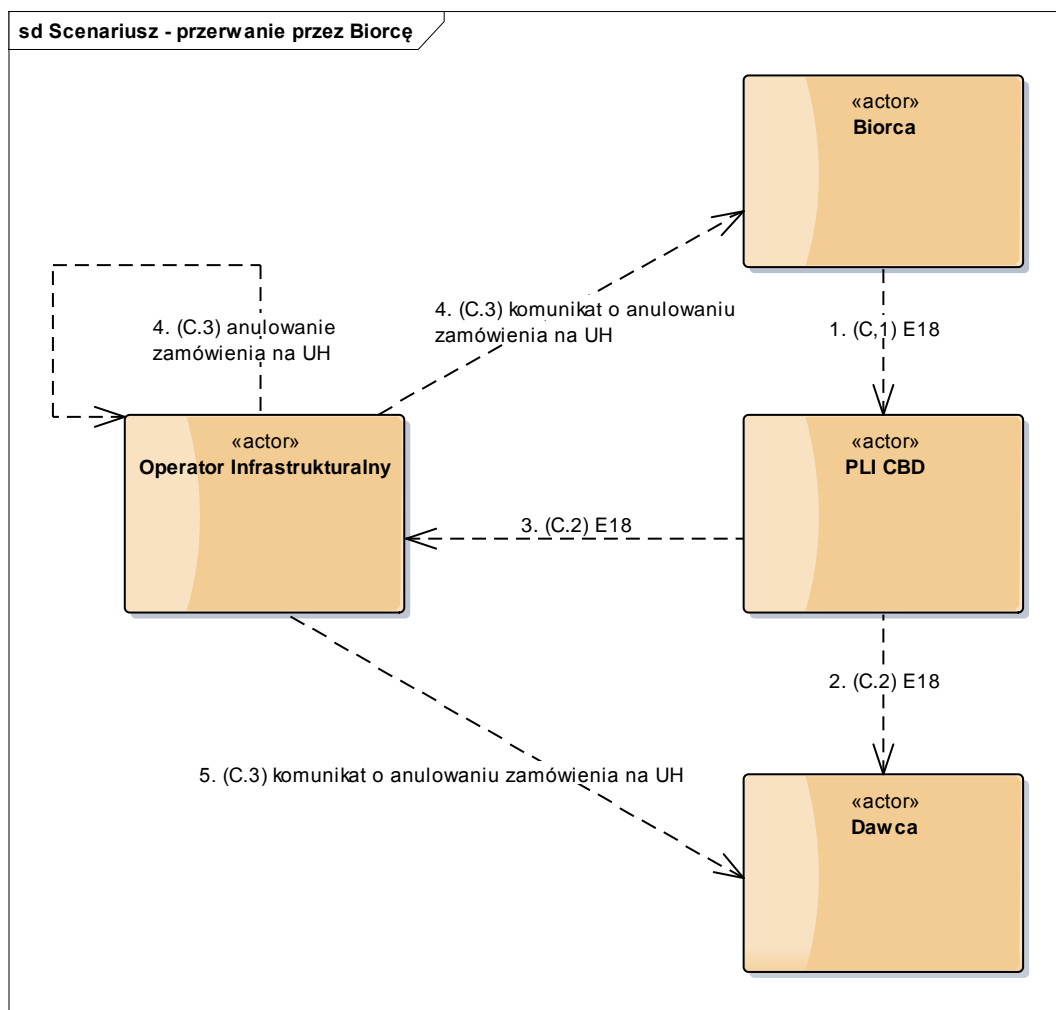 sd Scenariusz - przerwanie przez Biorcę
«actor»
Biorca
4. (C.3) anulowanie
zamówienia na UH
4. (C.3) komunikat o anulowaniu
zamówienia na UH
1. (C,1) E18
«actor»
Operator Infrastrukturalny
«actor»
PLI CBD
3. (C.2) E18
2. (C.2) E18
5. (C.3) komunikat o anulowaniu zamówienia na UH
«actor»
Dawca